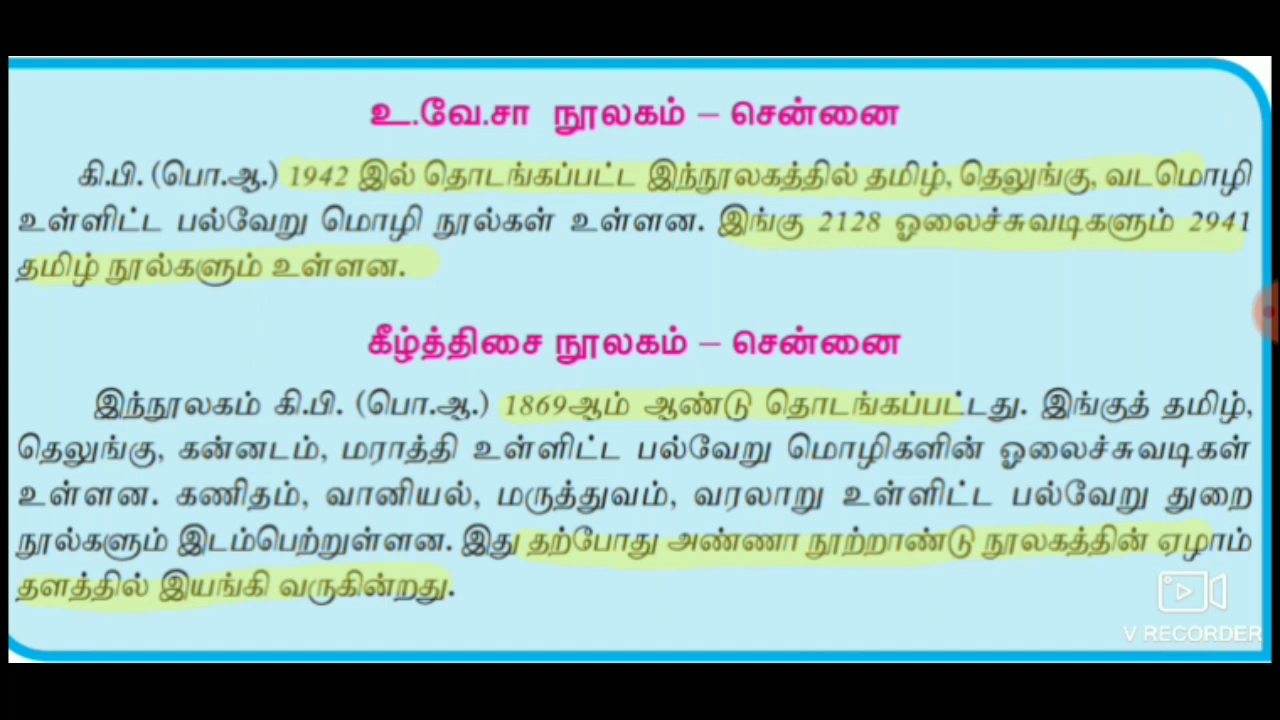 உ.வே.சா நூலகம் – சென்னை
கி.பி. (பொ.ஆ.) 1942 இல் தொடங்கப்பட்ட இந்நூலகத்தில் தமிழ், தெலுங்கு, வடமொழி
உள்ளிட்ட பல்வேறு மொழி நூல்கள் உள்ளன. இங்கு 2128 ஓலைச்சுவடிகளும் 2941
தமிழ் நூல்களும் உள்ளன.
கீழ்த்திசை நூலகம் – சென்னை
இந்நூலகம் கி.பி. (பொ.ஆ.) 1869ஆம் ஆண்டு தொடங்கப்பட்டது. இங்குத் தமிழ்,
தெலுங்கு, கன்னடம், மராத்தி உள்ளிட்ட பல்வேறு மொழிகளின் ஓலைச்சுவடிகள்
உள்ளன. கணிதம், வானியல், மருத்துவம், வரலாறு உள்ளிட்ட பல்வேறு துறை
நூல்களும் இடம்பெற்றுள்ளன. இது தற்போது அண்ணா நூற்றாண்டு நூலகத்தின் ஏழாம்
தளத்தில் இயங்கி வருகின்றது.
V RECORDER